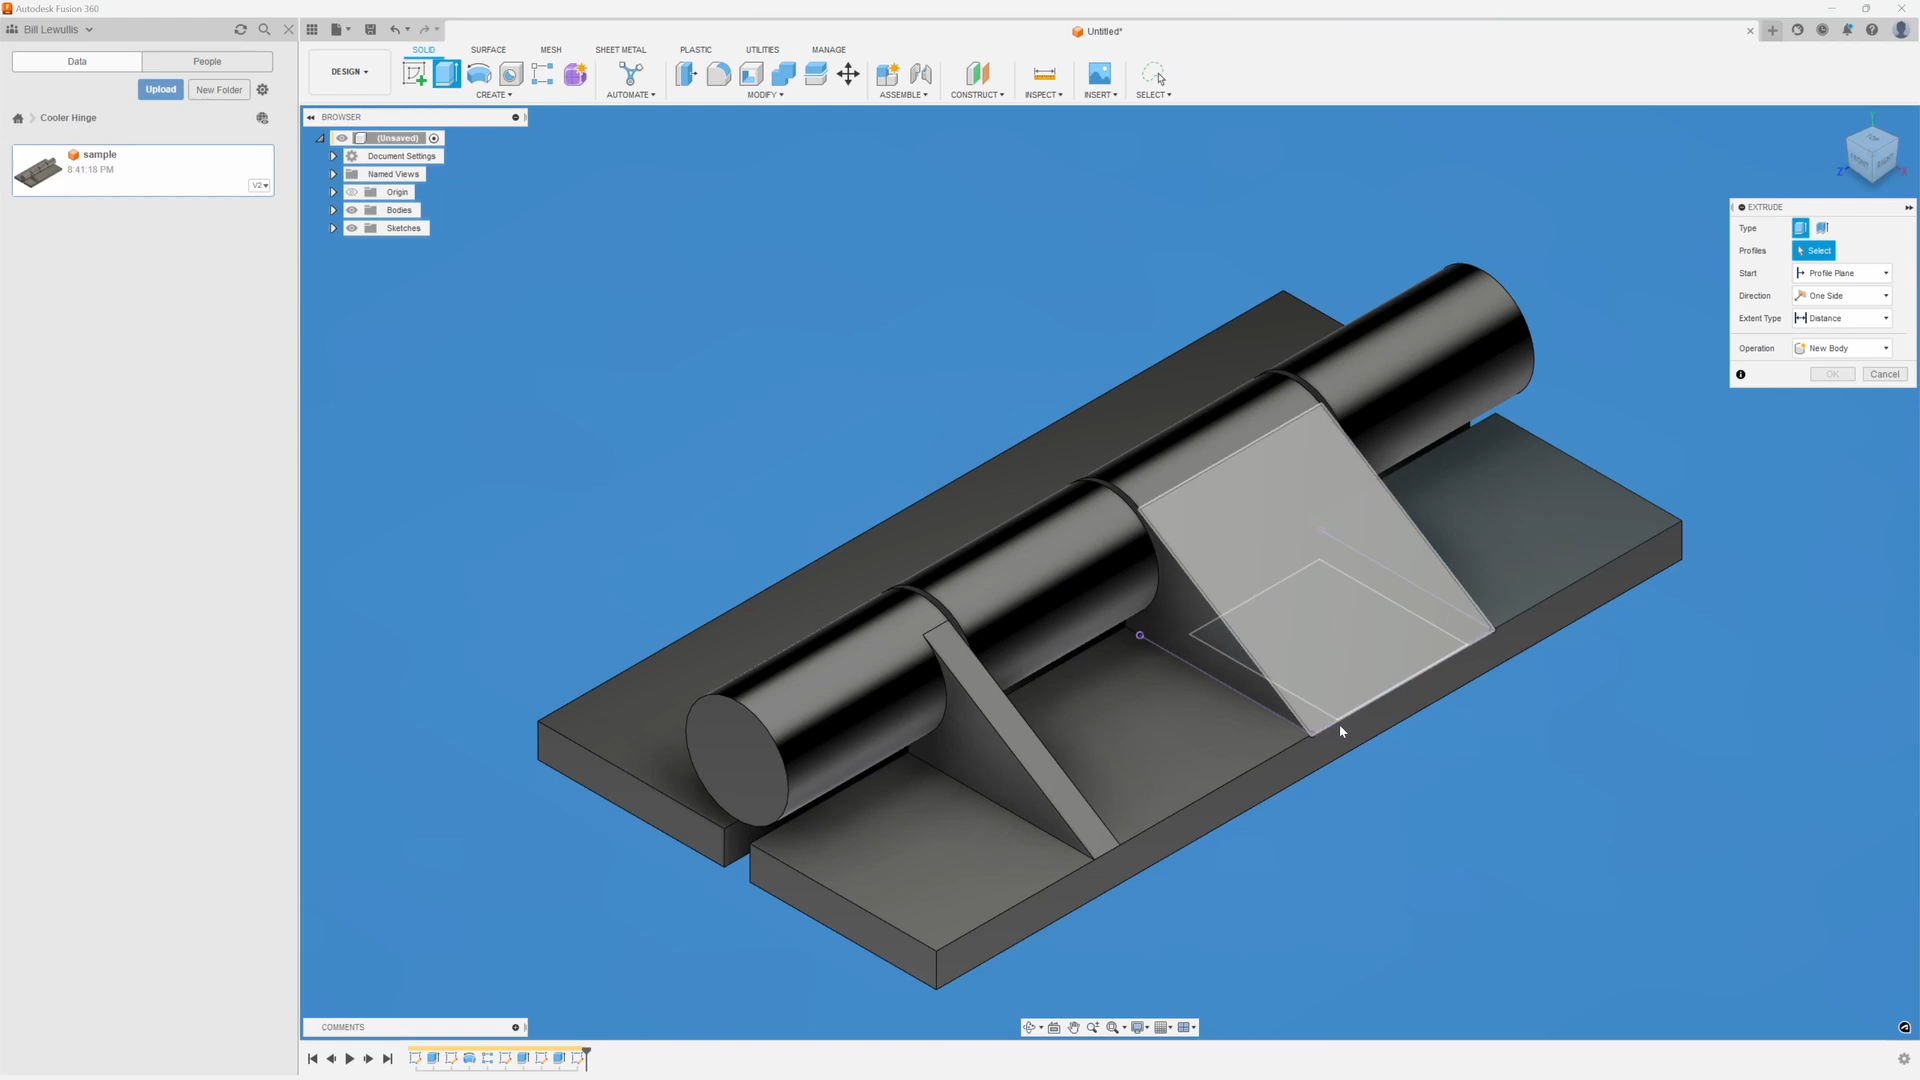 Autodesk Fusion 360
Bill Lewullis
Untitled*
Data
People
Upload
New Folder
Cooler Hinge
sample
8:41:18 PM
V2
DESIGN
SOLID
SURFACE
MESH
SHEET METAL
PLASTIC
UTILITIES
MANAGE
CREATE
AUTOMATE
MODIFY
ASSEMBLE
CONSTRUCT
INSPECT
INSERT
SELECT
BROWSER
(Unsaved)
Document Settings
Named Views
Origin
Bodies
Sketches
TOP
FRONT
RIGHT
Y
Z
X
EXTRUDE
Type
Profiles
Select
Start
Profile Plane
Direction
One Side
Extent Type
Distance
Operation
New Body
OK
Cancel
COMMENTS